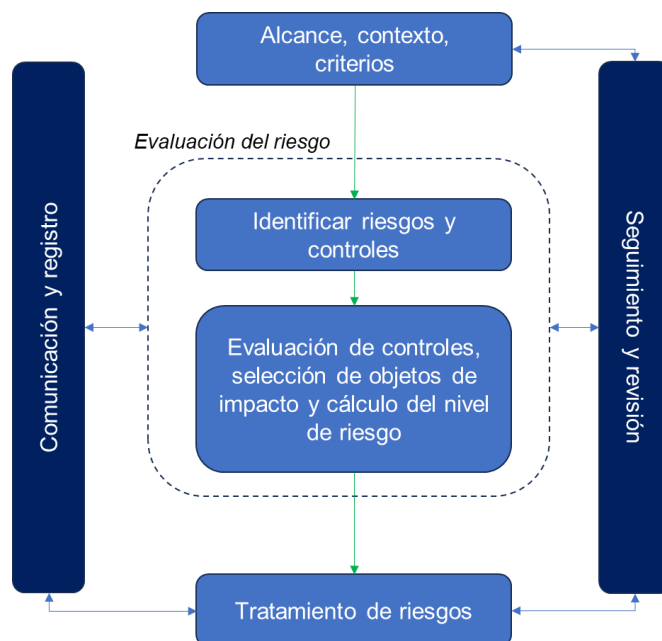 Alcance, contexto,
criterios
Evaluación del riesgo
Identificar riesgos y
controles
Evaluación de controles,
selección de objetos de
impacto y cálculo del nivel
de riesgo
Tratamiento de riesgos
Comunicación y registro
Seguimiento y revisión